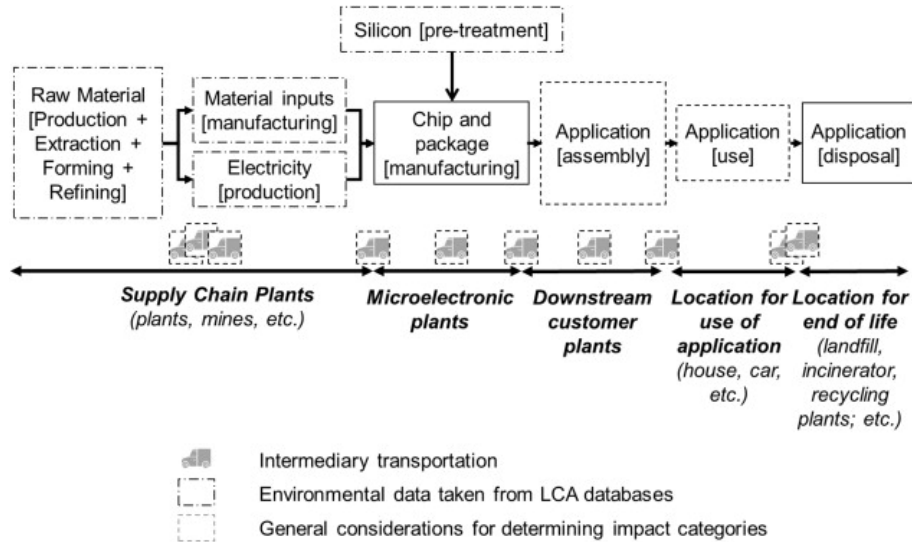 Silicon [pre-treatment]
Raw Material
[Production +
Extraction +
Forming +
Refining]
Material inputs
[manufacturing]
Electricity
[production]
Chip and
package
[manufacturing]
Application
[assembly]
Application
[use]
Application
[disposal]
Supply Chain Plants
(plants, mines, etc.)
Microelectronic
plants
Downstream
customer
plants
Location for
use of
application
(house, car,
etc.)
Location for
end of life
(landfill,
incinerator,
recycling
plants; etc.)
Intermediary transportation
Environmental data taken from LCA databases
General considerations for determining impact categories